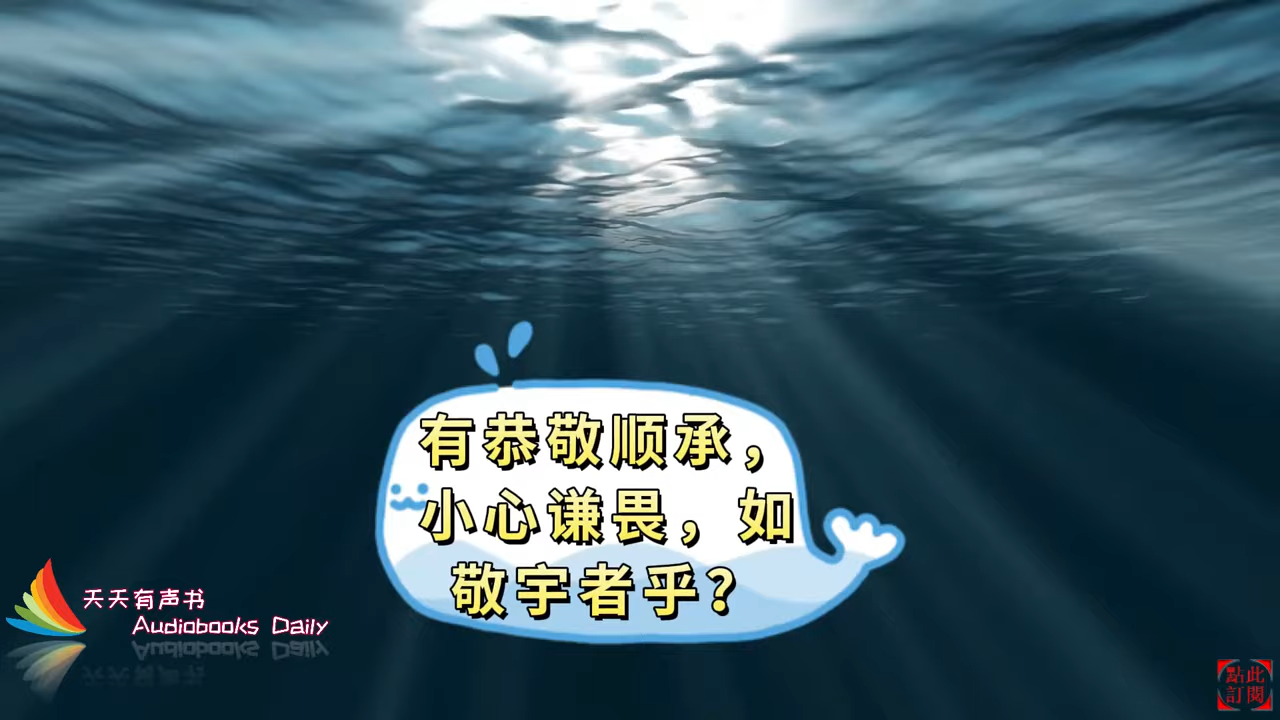 有恭敬顺承，
小心谦畏，如
敬宇者乎？
天天有声书
Audiobooks Daily
點此
訂閱